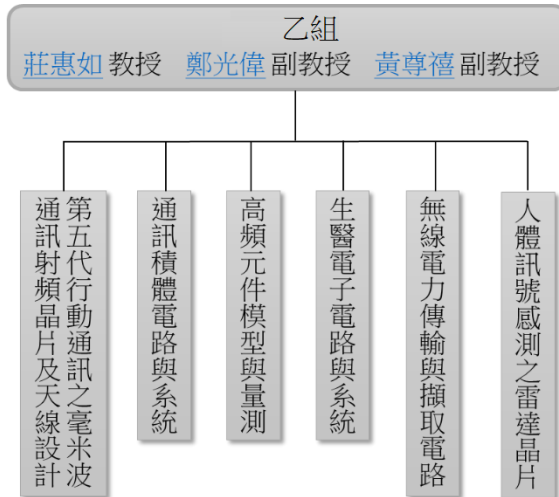 乙組
莊惠如 教授 鄭光偉 副教授 黃尊禧 副教授
第五代行動通訊之毫米波
通訊射頻晶片及天線設計
通訊積體電路與系統
高頻元件模型與量測
生醫電子電路與系統
無線電力傳輸與擷取電路
人體訊號感測之雷達晶片